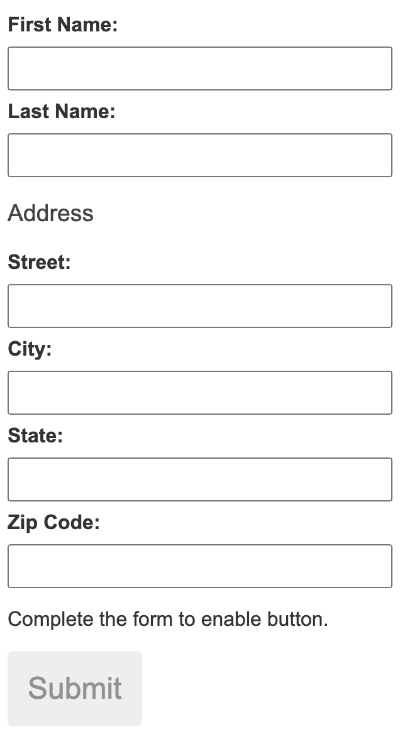 First Name:
Last Name:
Address
Street:
City:
State:
Zip Code:
Complete the form to enable button.
Submit